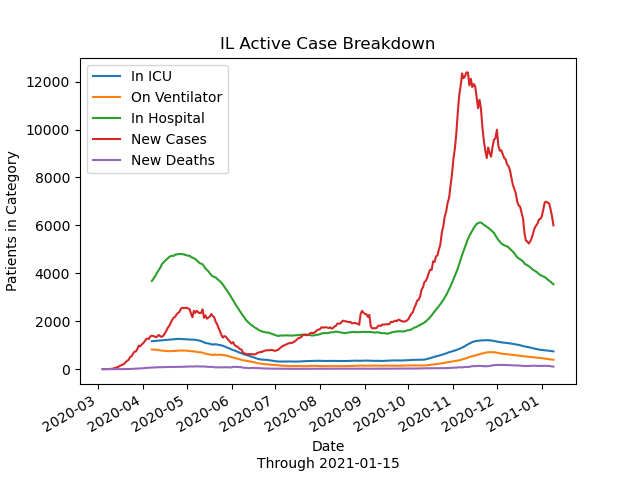 IL Active Case Breakdown
In ICU
On Ventilator
In Hospital
New Cases
New Deaths
Patients in Category
12000
10000
8000
6000
4000
2000
0
2020-03
2020-04
2020-05
2020-06
2020-07
2020-08
2020-09
2020-10
2020-11
2020-12
2021-01
Date
Through 2021-01-15